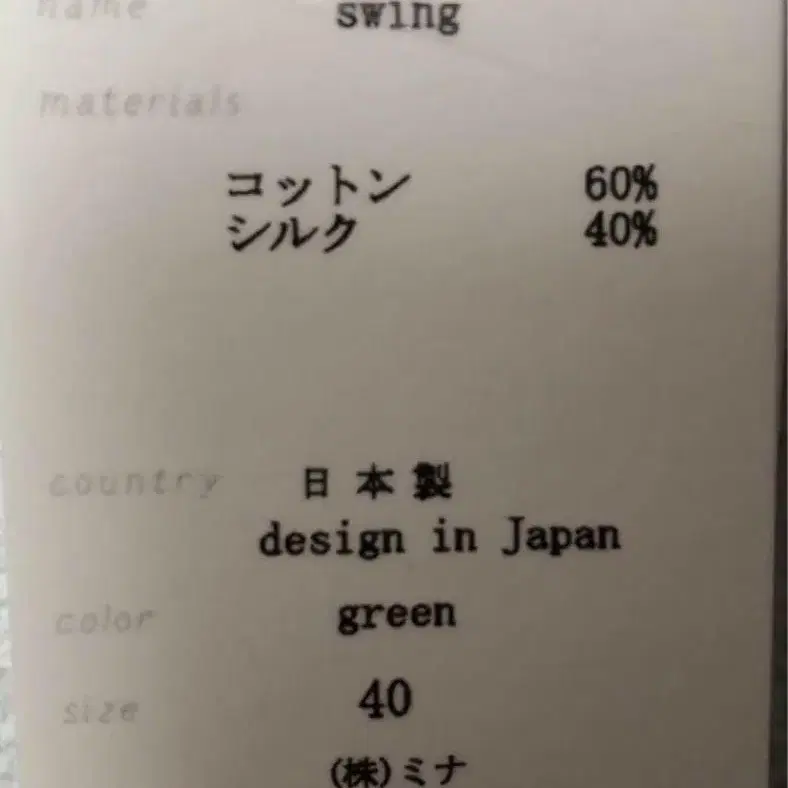 name swing
materials
コットン 60%
シルク 40%
country 日本製
design in Japan
color green
size 40
(株)ミナ